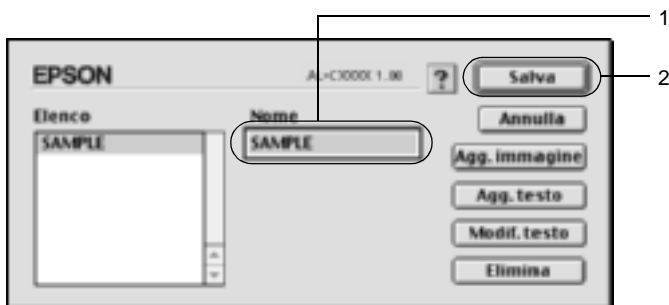 1
EPSON
?
Salva
2
Elenco
Nome
Annulla
SAMPLE
SAMPLE
Agg. immagine
Agg. testo
Modif. testo
Elimina